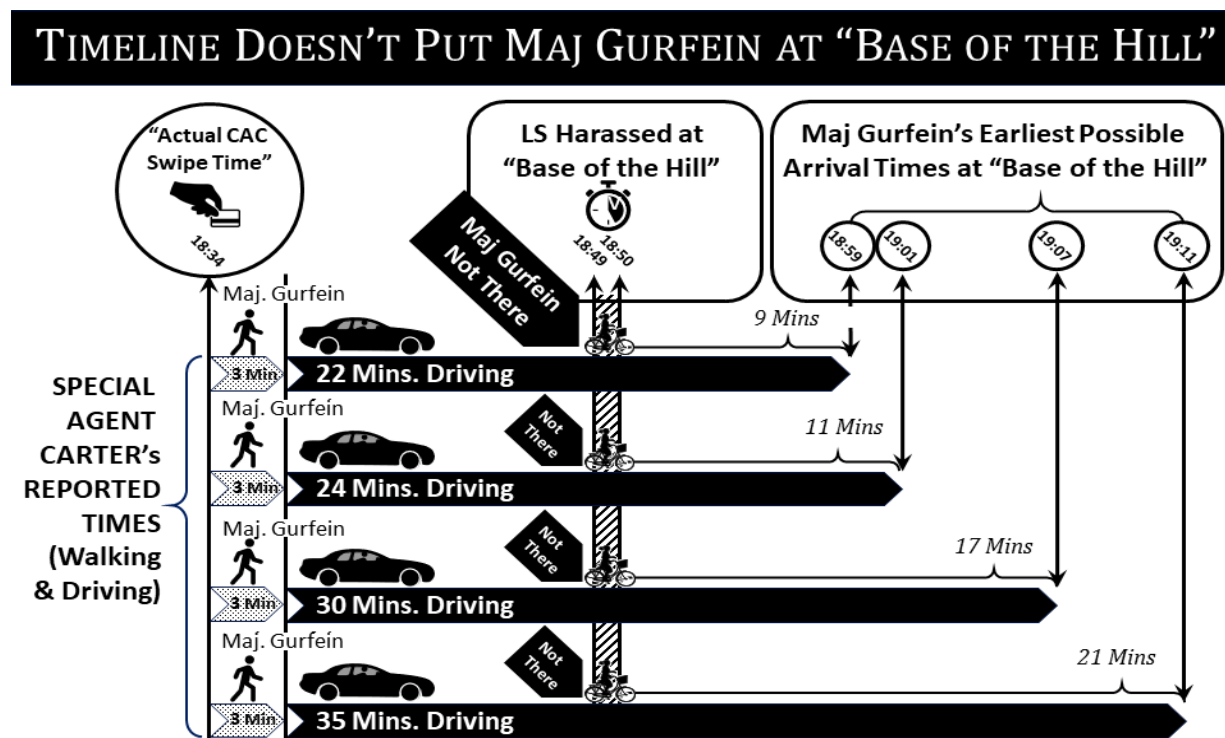 TIMELINE DOESN'T PUT MAJ GURFEIN AT “BASE OF THE HILL”
“Actual CAC
Swipe Time”
18:34
LS Harassed at
“Base of the Hill”
18:49
18:50
Maj Gurfein's Earliest Possible
Arrival Times at “Base of the Hill”
18:59
19:01
19:07
19:11
Maj Gurfein
Not There
SPECIAL
AGENT
CARTER's
REPORTED
TIMES
(Walking
& Driving)
Maj. Gurfein
9 Mins
3 Min
22 Mins. Driving
Maj. Gurfein
Not
There
11 Mins
3 Min
24 Mins. Driving
Maj. Gurfein
Not
There
17 Mins
3 Min
30 Mins. Driving
Maj. Gurfein
Not
There
21 Mins
3 Min
35 Mins. Driving